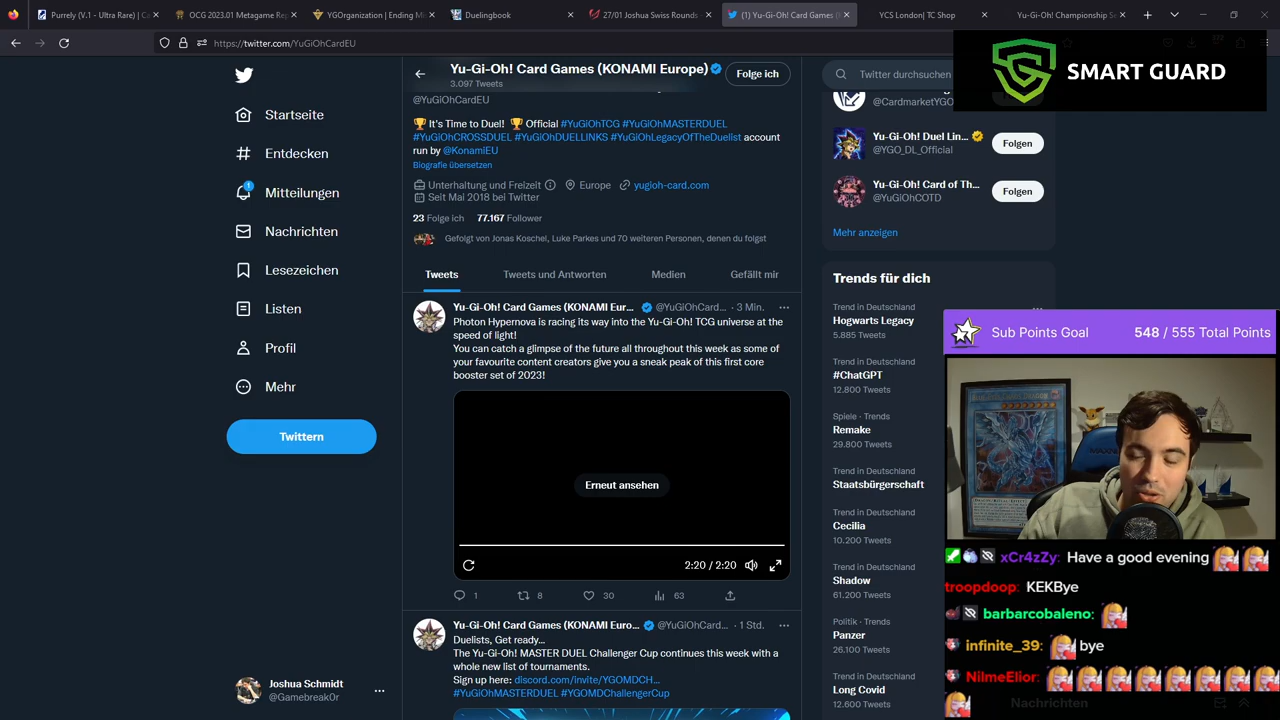 Purrely (V.1 - Ultra Rare) | Ca
OCG 2023.01 Metagame Rep
YGOrganization | Ending Mi
Duelingbook
27/01 Joshua Swiss Rounds
(1) Yu-Gi-Oh! Card Games (
YCS London| TC Shop
Yu-Gi-Oh! Championship Se
https://twitter.com/YuGiOhCardEU
SMART GUARD
Yu-Gi-Oh! Card Games (KONAMI Europe)
3.097 Tweets
Folge ich
Twitter durchsuchen
@YuGiOhCardEU
🏆 It's Time to Duel! 🏆 Official #YuGiOhTCG #YuGiOhMASTERDUEL
#YuGiOhCROSSDUEL #YuGiOhDUELLINKS #YuGiOhLegacyOfTheDuelist account
run by @KonamiEU
Biografie übersetzen
Unterhaltung und Freizeit Europe yugioh-card.com
Seit Mai 2018 bei Twitter
23 Folge ich 77.167 Follower
Gefolgt von Jonas Koschel, Luke Parkes und 70 weiteren Personen, denen du folgst
Tweets
Tweets und Antworten
Medien
Gefällt mir
Startseite
Entdecken
1
Mitteilungen
Nachrichten
Lesezeichen
Listen
Profil
Mehr
Twittern
Joshua Schmidt
@Gamebreak0r
Yu-Gi-Oh! Card Games (KONAMI Eur... @YuGiOhCard... · 3 Min.
Photon Hypernova is racing its way into the Yu-Gi-Oh! TCG universe at the
speed of light!
You can catch a glimpse of the future all throughout this week as some of
your favourite content creators give you a sneak peak of this first core
booster set of 2023!
Erneut ansehen
2:20 / 2:20
1 8 30 63
Yu-Gi-Oh! Card Games (KONAMI Euro... @YuGiOhCard... · 1 Std.
Duelists, Get ready...
The Yu-Gi-Oh! MASTER DUEL Challenger Cup continues this week with a
whole new list of tournaments.
Sign up here: discord.com/invite/YGOMDCH...
#YuGiOhMASTERDUEL #YGOMDChallengerCup
@CardmarketYGO
Yu-Gi-Oh! Duel Lin...
@YGO_DL_Official
Folgen
Yu-Gi-Oh! Card of Th...
@YuGiOhCOTD
Folgen
Mehr anzeigen
Trends für dich
Trend in Deutschland
Hogwarts Legacy
5.885 Tweets
Trend in Deutschland
#ChatGPT
12.800 Tweets
Spiele · Trends
Remake
29.800 Tweets
Trend in Deutschland
Staatsbürgerschaft
Trend in Deutschland
Cecilia
10.200 Tweets
Trend in Deutschland
Shadow
61.200 Tweets
Politik · Trends
Panzer
26.100 Tweets
Trend in Deutschland
Long Covid
12.600 Tweets
Sub Points Goal 548 / 555 Total Points
xCr4zZy: Have a good evening
troopdoop: KEKBye
barbarcobaleno:
infinite_39: bye
NilmeElior:
Nachrichten